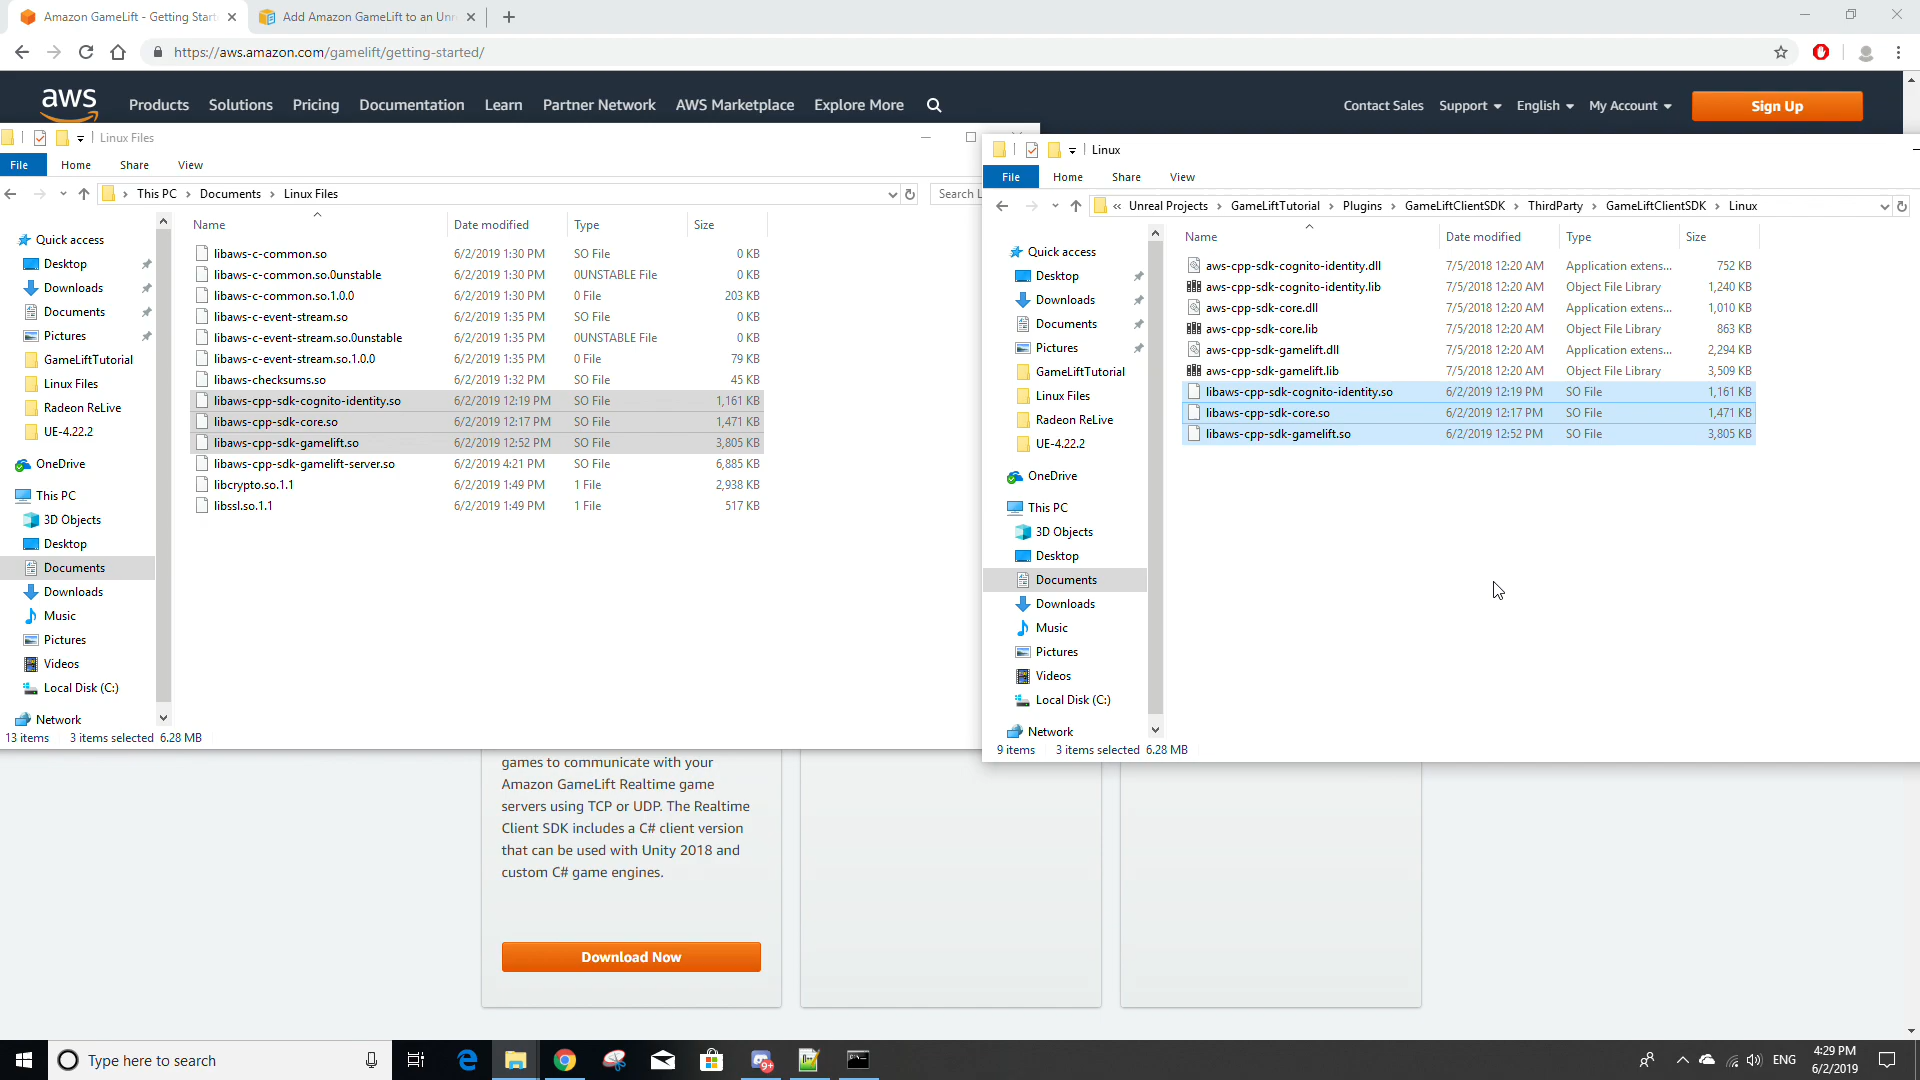 Amazon GameLift - Getting Start
Add Amazon GameLift to an Unr
https://aws.amazon.com/gamelift/getting-started/
aws
Products
Solutions
Pricing
Documentation
Learn
Partner Network
AWS Marketplace
Explore More
Contact Sales
Support
English
My Account
Sign Up
Linux Files
File
Home
Share
View
This PC > Documents > Linux Files
Search L
Name
Date modified
Type
Size
Quick access
Desktop
Downloads
Documents
Pictures
GameLiftTutorial
Linux Files
Radeon ReLive
UE-4.22.2
OneDrive
This PC
3D Objects
Desktop
Documents
Downloads
Music
Pictures
Videos
Local Disk (C:)
Network
libaws-c-common.so 6/2/2019 1:30 PM SO File 0 KB
libaws-c-common.so.0unstable 6/2/2019 1:30 PM 0UNSTABLE File 0 KB
libaws-c-common.so.1.0.0 6/2/2019 1:30 PM 0 File 203 KB
libaws-c-event-stream.so 6/2/2019 1:35 PM SO File 0 KB
libaws-c-event-stream.so.0unstable 6/2/2019 1:35 PM 0UNSTABLE File 0 KB
libaws-c-event-stream.so.1.0.0 6/2/2019 1:35 PM 0 File 79 KB
libaws-checksums.so 6/2/2019 1:32 PM SO File 45 KB
libaws-cpp-sdk-cognito-identity.so 6/2/2019 12:19 PM SO File 1,161 KB
libaws-cpp-sdk-core.so 6/2/2019 12:17 PM SO File 1,471 KB
libaws-cpp-sdk-gamelift.so 6/2/2019 12:52 PM SO File 3,805 KB
libaws-cpp-sdk-gamelift-server.so 6/2/2019 4:21 PM SO File 6,885 KB
libcrypto.so.1.1 6/2/2019 1:49 PM 1 File 2,938 KB
libssl.so.1.1 6/2/2019 1:49 PM 1 File 517 KB
13 items 3 items selected 6.28 MB
Linux
File
Home
Share
View
« Unreal Projects > GameLiftTutorial > Plugins > GameLiftClientSDK > ThirdParty > GameLiftClientSDK > Linux
Name
Date modified
Type
Size
Quick access
Desktop
Downloads
Documents
Pictures
GameLiftTutorial
Linux Files
Radeon ReLive
UE-4.22.2
OneDrive
This PC
3D Objects
Desktop
Documents
Downloads
Music
Pictures
Videos
Local Disk (C:)
Network
aws-cpp-sdk-cognito-identity.dll 7/5/2018 12:20 AM Application extens... 752 KB
aws-cpp-sdk-cognito-identity.lib 7/5/2018 12:20 AM Object File Library 1,240 KB
aws-cpp-sdk-core.dll 7/5/2018 12:20 AM Application extens... 1,010 KB
aws-cpp-sdk-core.lib 7/5/2018 12:20 AM Object File Library 863 KB
aws-cpp-sdk-gamelift.dll 7/5/2018 12:20 AM Application extens... 2,294 KB
aws-cpp-sdk-gamelift.lib 7/5/2018 12:20 AM Object File Library 3,509 KB
libaws-cpp-sdk-cognito-identity.so 6/2/2019 12:19 PM SO File 1,161 KB
libaws-cpp-sdk-core.so 6/2/2019 12:17 PM SO File 1,471 KB
libaws-cpp-sdk-gamelift.so 6/2/2019 12:52 PM SO File 3,805 KB
9 items 3 items selected 6.28 MB
games to communicate with your
Amazon GameLift Realtime game
servers using TCP or UDP. The Realtime
Client SDK includes a C# client version
that can be used with Unity 2018 and
custom C# game engines.
Download Now
Type here to search
9+
ENG
4:29 PM
6/2/2019